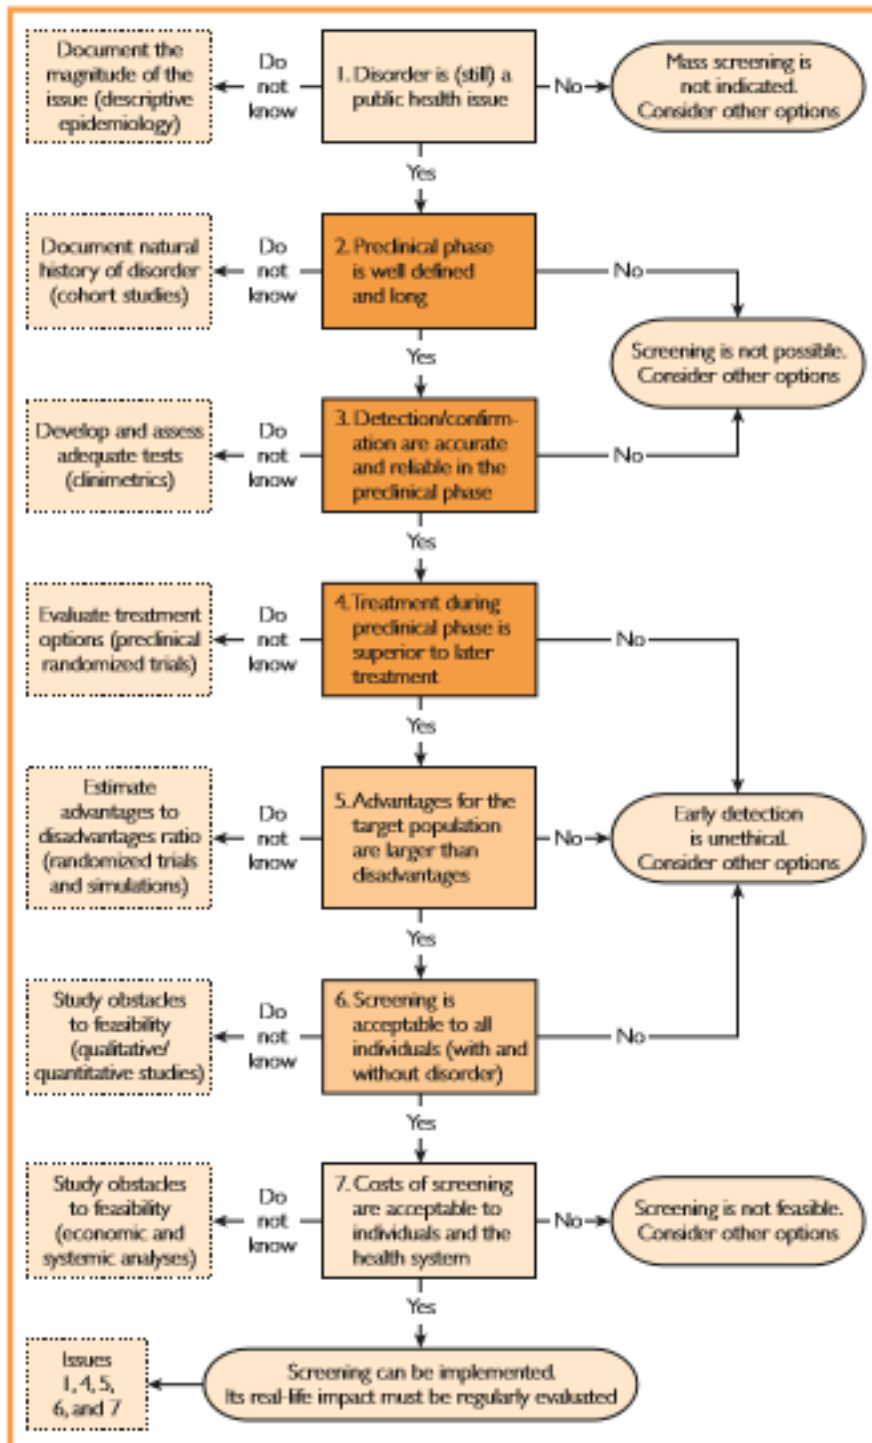 Document the
magnitude of the
issue (descriptive
epidemiology)
Do
not
know
1. Disorder is (still) a
public health issue
No
Mass screening is
not indicated.
Consider other options
Yes
Document natural
history of disorder
(cohort studies)
Do
not
know
2. Preclinical phase
is well defined
and long
No
Screening is not possible.
Consider other options
Yes
Develop and assess
adequate tests
(clinimetrics)
Do
not
know
3. Detection/confirm-
ation are accurate
and reliable in the
preclinical phase
No
Yes
Evaluate treatment
options (preclinical
randomized trials)
Do
not
know
4. Treatment during
preclinical phase is
superior to later
treatment
No
Yes
Estimate
advantages to
disadvantages ratio
(randomized trials
and simulations)
Do
not
know
5. Advantages for the
target population
are larger than
disadvantages
No
Early detection
is unethical.
Consider other options
Yes
Study obstacles
to feasibility
(qualitative/
quantitative studies)
Do
not
know
6. Screening is
acceptable to all
individuals (with and
without disorder)
No
Yes
Study obstacles
to feasibility
(economic and
systemic analyses)
Do
not
know
7. Costs of screening
are acceptable to
individuals and the
health system
No
Screening is not feasible.
Consider other options
Yes
Issues
1, 4, 5,
6, and 7
Screening can be implemented.
Its real-life impact must be regularly evaluated